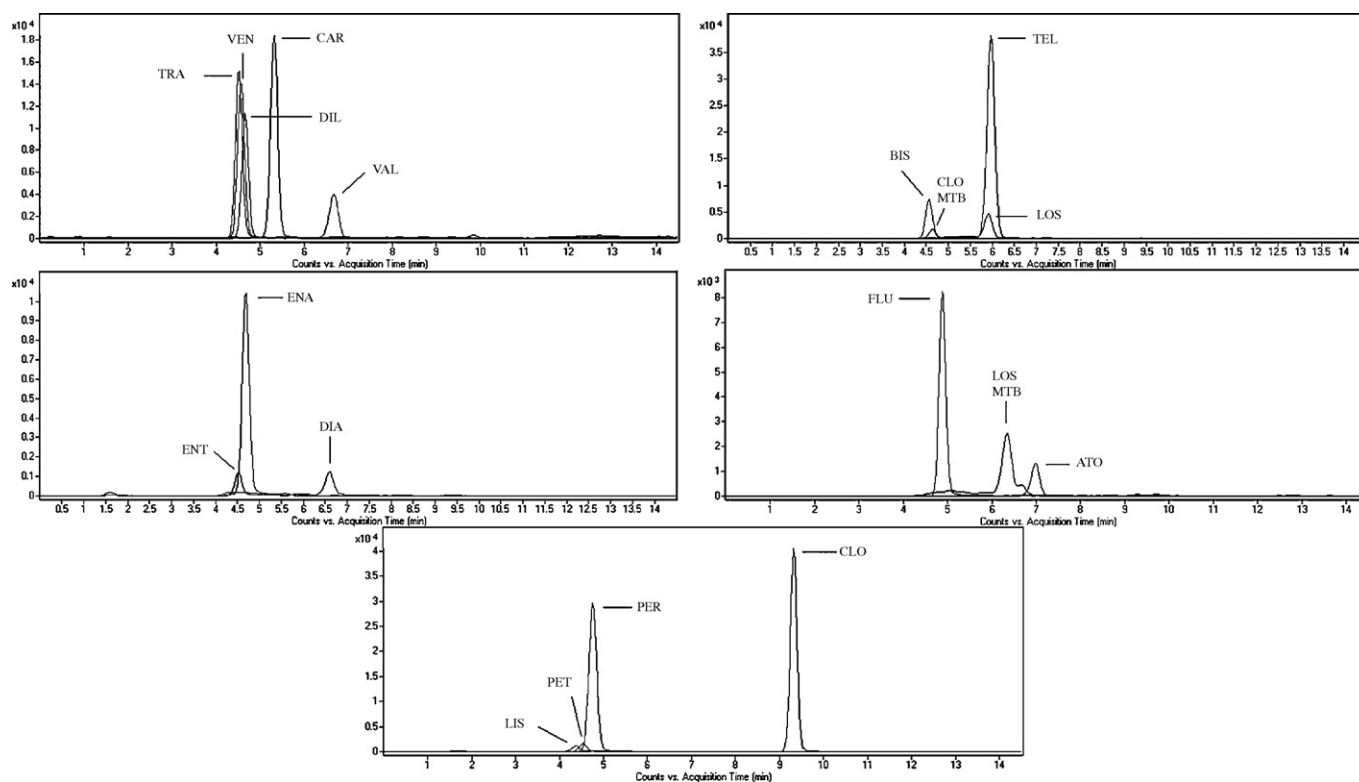 x10 4
VEN
CAR
1.8
1.6
TRA
1.4
1.2
DIL
1
0.8
0.6
VAL
0.4
0.2
0
1 2 3 4 5 6 7 8 9 10 11 12 13 14
Counts vs. Acquisition Time (min)
x10 4
TEL
4
3.5
3
2.5
2
BIS
1.5
CLO
MTB
1
0.5
LOS
0
0.5 1 1.5 2 2.5 3 3.5 4 4.5 5 5.5 6 6.5 7 7.5 8 8.5 9 9.5 10 10.5 11 11.5 12 12.5 13 13.5 14
Counts vs. Acquisition Time (min)
x10 4
ENA
1
0.9
0.8
0.7
0.6
0.5
0.4
0.3
DIA
ENT
0.2
0.1
0
0.5 1 1.5 2 2.5 3 3.5 4 4.5 5 5.5 6 6.5 7 7.5 8 8.5 9 9.5 10 10.5 11 11.5 12 12.5 13 13.5 14
Counts vs. Acquisition Time (min)
x10 3
FLU
8
7
6
5
LOS
MTB
4
3
2
ATO
1
0
1 2 3 4 5 6 7 8 9 10 11 12 13 14
Counts vs. Acquisition Time (min)
x10 4
CLO
4
3.5
PER
3
2.5
2
1.5
PET
1
LIS
0.5
0
1 2 3 4 5 6 7 8 9 10 11 12 13 14
Counts vs. Acquisition Time (min)